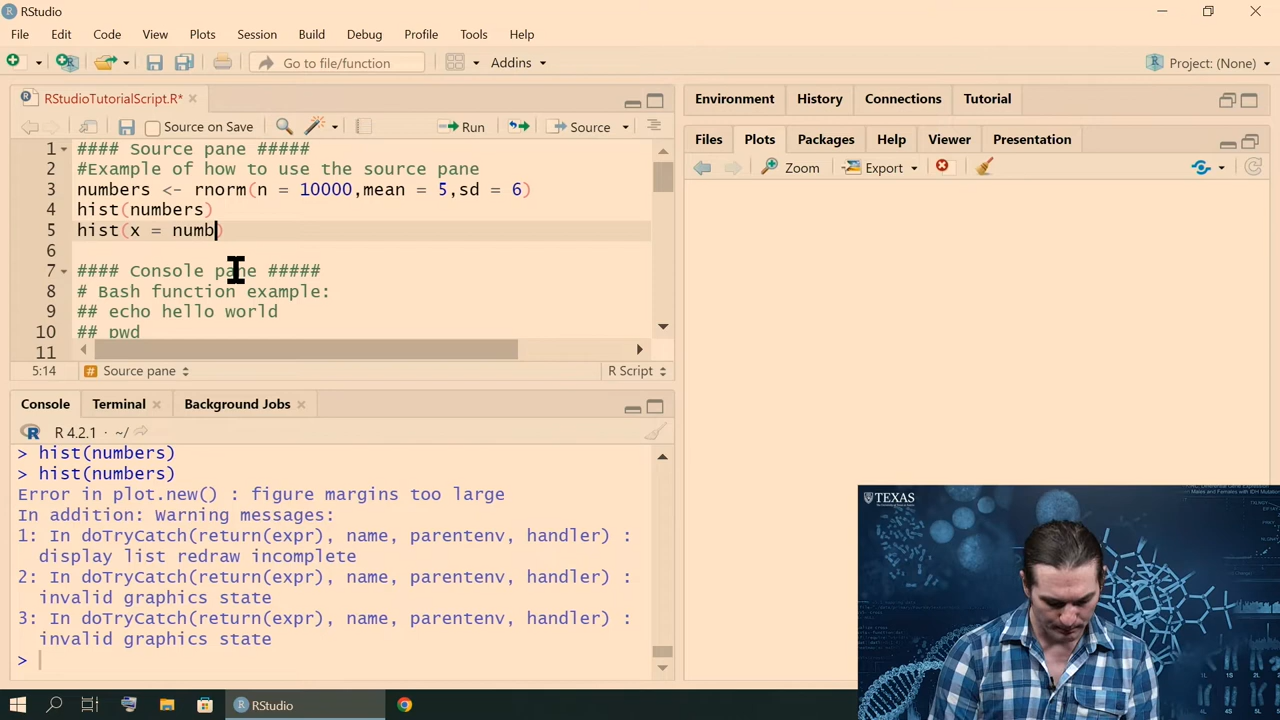 RStudio
File Edit Code View Plots Session Build Debug Profile Tools Help
Go to file/function Addins Project: (None)
RStudioTutorialScript.R*
Source on Save Run Source
1 #### Source pane #####
2 #Example of how to use the source pane
3 numbers <- rnorm(n = 10000,mean = 5,sd = 6)
4 hist(numbers)
5 hist(x = numb)
6
7 #### Console pane #####
8 # Bash function example:
9 ## echo hello world
10 ## pwd
11
5:14 Source pane R Script
Console Terminal Background Jobs
R 4.2.1 · ~/
> hist(numbers)
> hist(numbers)
Error in plot.new() : figure margins too large
In addition: Warning messages:
1: In doTryCatch(return(expr), name, parentenv, handler) :
display list redraw incomplete
2: In doTryCatch(return(expr), name, parentenv, handler) :
invalid graphics state
3: In doTryCatch(return(expr), name, parentenv, handler) :
invalid graphics state
>
Environment History Connections Tutorial
Files Plots Packages Help Viewer Presentation
Zoom Export
TEXAS
RStudio